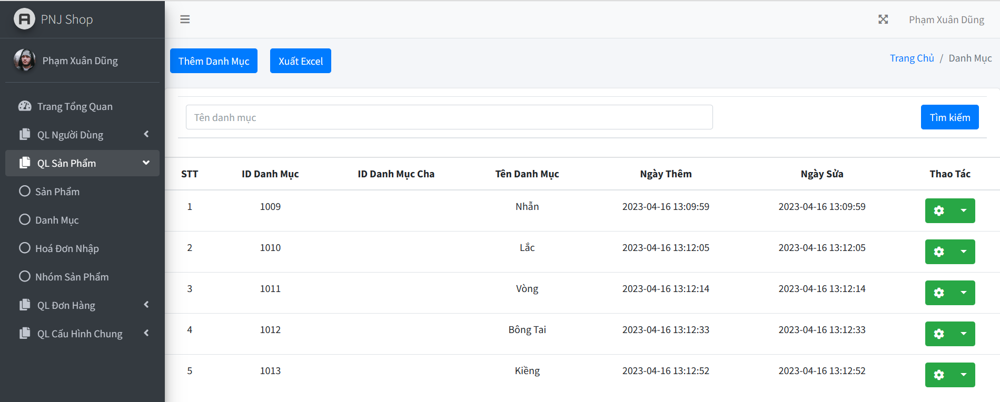 PNJ Shop
Phạm Xuân Dũng
Phạm Xuân Dũng
Thêm Danh Mục
Xuất Excel
Trang Chủ / Danh Mục
Trang Tổng Quan
QL Người Dùng
QL Sản Phẩm
Sản Phẩm
Danh Mục
Hoá Đơn Nhập
Nhóm Sản Phẩm
QL Đơn Hàng
QL Cấu Hình Chung
Tên danh mục
Tìm kiếm
STT ID Danh Mục ID Danh Mục Cha Tên Danh Mục Ngày Thêm Ngày Sửa Thao Tác
1 1009 Nhẫn 2023-04-16 13:09:59 2023-04-16 13:09:59
2 1010 Lắc 2023-04-16 13:12:05 2023-04-16 13:12:05
3 1011 Vòng 2023-04-16 13:12:14 2023-04-16 13:12:14
4 1012 Bông Tai 2023-04-16 13:12:33 2023-04-16 13:12:33
5 1013 Kiềng 2023-04-16 13:12:52 2023-04-16 13:12:52